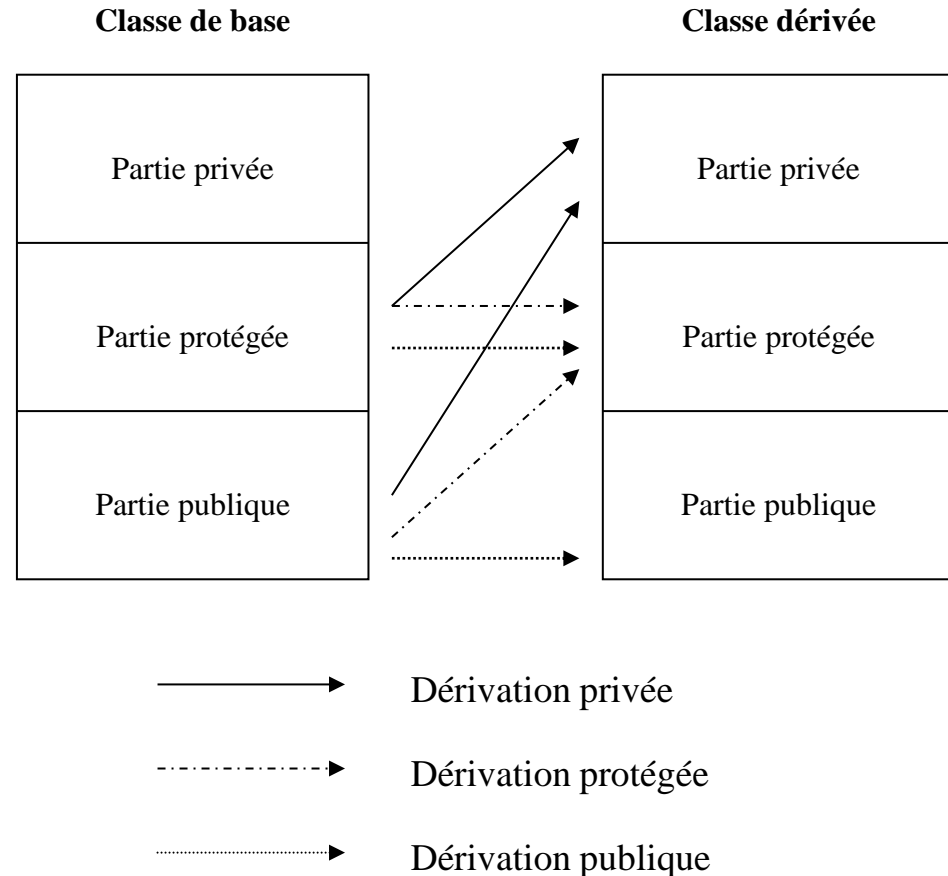 Classe de base
Classe dérivée
Partie privée
Partie privée
Partie protégée
Partie protégée
Partie publique
Partie publique
Dérivation privée
Dérivation protégée
Dérivation publique